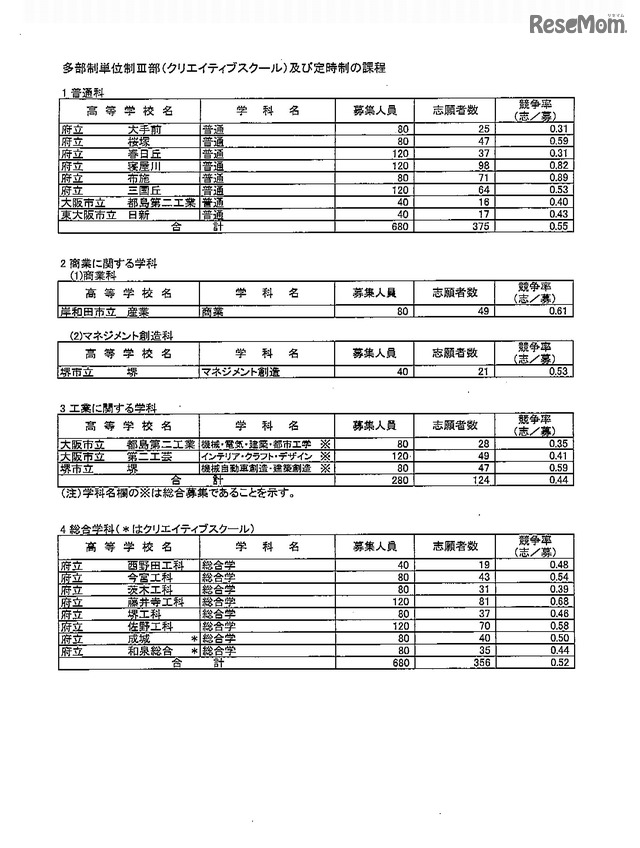 リセマム
ReseMom.
多部制単位制Ⅲ部(クリエイティブスクール)及び定時制の課程
1 普通科
高等学校名 学科名 募集人員 志願者数 競争率(志/募)
府立 大手前 普通 80 25 0.31
府立 桜塚 普通 80 47 0.59
府立 春日丘 普通 120 37 0.31
府立 寝屋川 普通 120 98 0.82
府立 布施 普通 80 71 0.89
府立 三国丘 普通 120 64 0.53
大阪市立 都島第二工業 普通 40 16 0.40
東大阪市立 日新 普通 40 17 0.43
合計 680 375 0.55
2 商業に関する学科
(1)商業科
高等学校名 学科名 募集人員 志願者数 競争率(志/募)
岸和田市立 産業 商業 80 49 0.61
(2)マネジメント創造科
高等学校名 学科名 募集人員 志願者数 競争率(志/募)
堺市立 堺 マネジメント創造 40 21 0.53
3 工業に関する学科
高等学校名 学科名 募集人員 志願者数 競争率(志/募)
大阪市立 都島第二工業 機械・電気・建築・都市工学 ※ 80 28 0.35
大阪市立 第二工芸 インテリア・クラフト・デザイン ※ 120 49 0.41
堺市立 堺 機械自動車創造・建築創造 ※ 80 47 0.59
合計 280 124 0.44
(注)学科名欄の※は総合募集であることを示す。
4 総合学科(*はクリエイティブスクール)
高等学校名 学科名 募集人員 志願者数 競争率(志/募)
府立 西野田工科 総合学 40 19 0.48
府立 今宮工科 総合学 80 43 0.54
府立 茨木工科 総合学 80 31 0.39
府立 藤井寺工科 総合学 120 81 0.68
府立 堺工科 総合学 80 37 0.46
府立 佐野工科 総合学 120 70 0.58
府立 成城 * 総合学 80 40 0.50
府立 和泉総合 * 総合学 80 35 0.44
合計 680 356 0.52